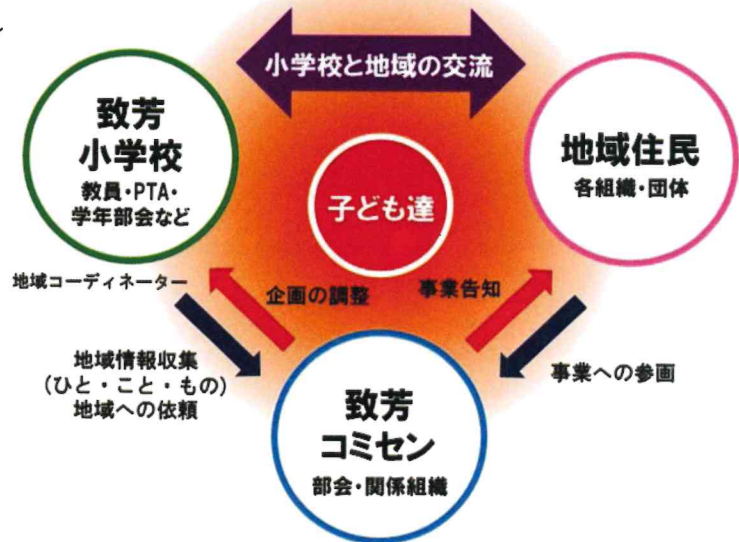 小学校と地域の交流
致芳
小学校
教員・PTA・
学年部会など
地域住民
各組織・団体
子ども達
地域コーディネーター
企画の調整
事業告知
地域情報収集
(ひと・こと・もの)
地域への依頼
事業への参画
致芳
コミセン
部会・関係組織